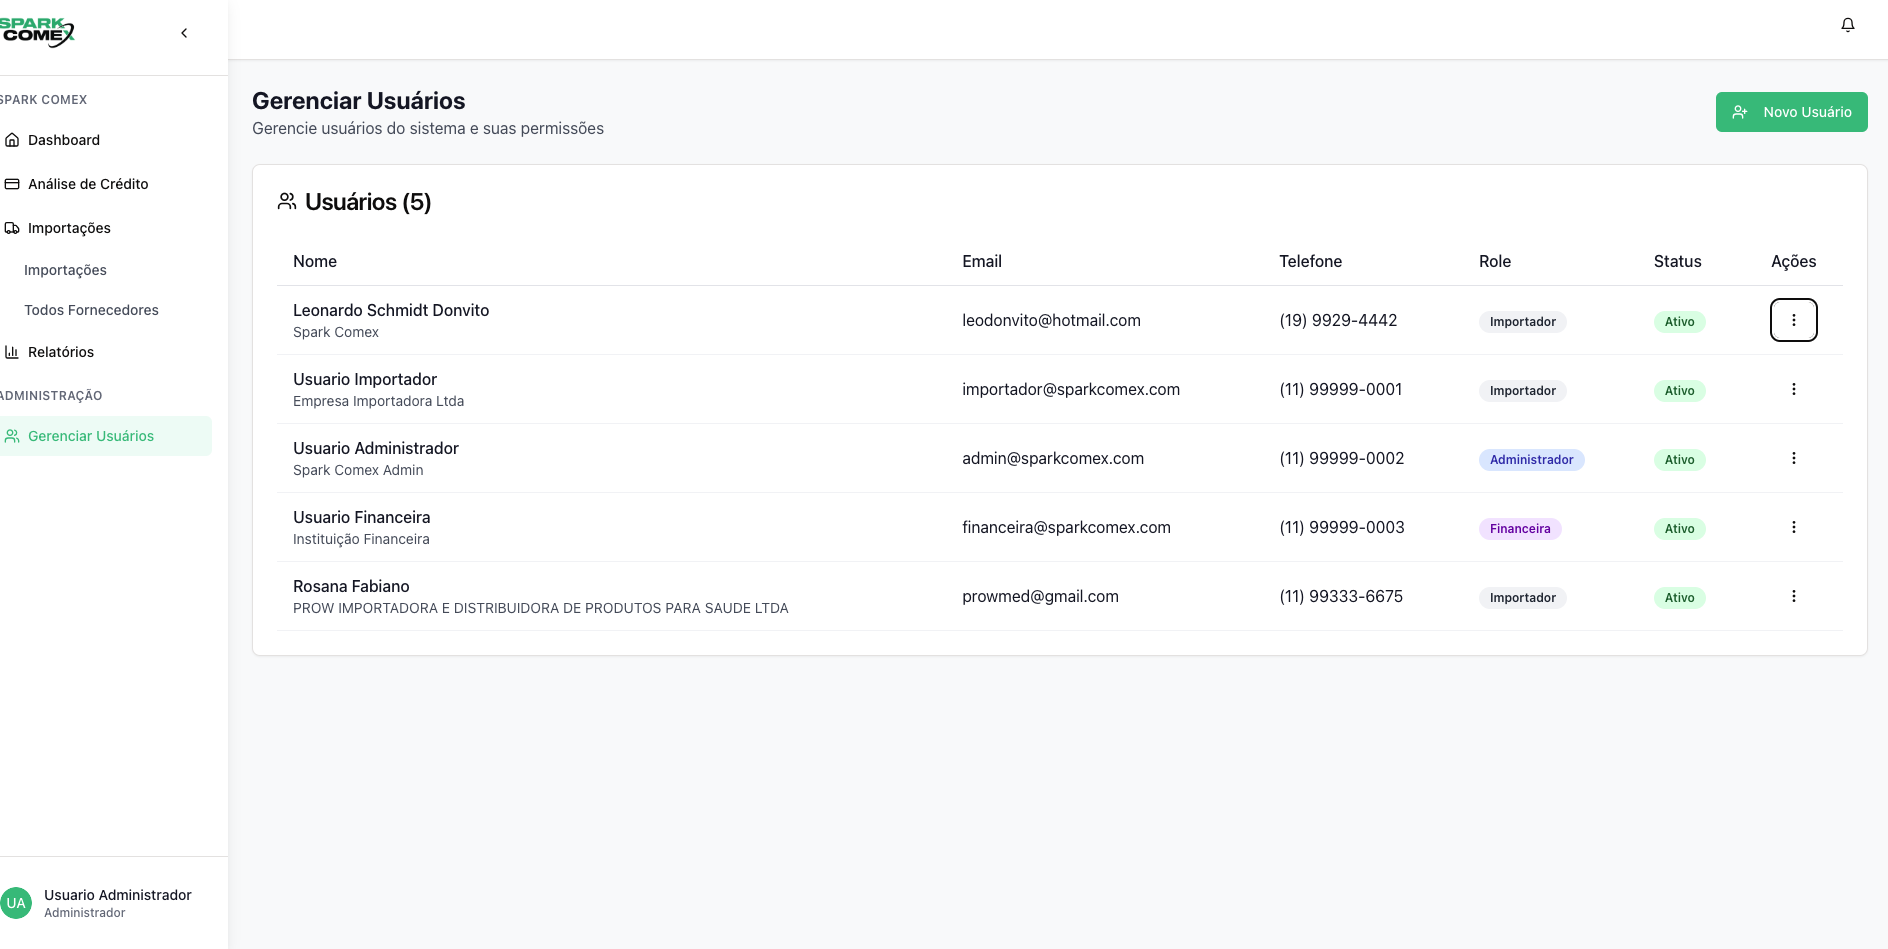 SPARK
COMEX
SPARK COMEX
Dashboard
Análise de Crédito
Importações
Importações
Todos Fornecedores
Relatórios
ADMINISTRAÇÃO
Gerenciar Usuários
UA
Usuario Administrador
Administrador
Gerenciar Usuários
Gerencie usuários do sistema e suas permissões
Novo Usuário
Usuários (5)
Nome Email Telefone Role Status Ações
Leonardo Schmidt Donvito
Spark Comex
leodonvito@hotmail.com (19) 9929-4442 Importador Ativo
Usuario Importador
Empresa Importadora Ltda
importador@sparkcomex.com (11) 99999-0001 Importador Ativo
Usuario Administrador
Spark Comex Admin
admin@sparkcomex.com (11) 99999-0002 Administrador Ativo
Usuario Financeira
Instituição Financeira
financeira@sparkcomex.com (11) 99999-0003 Financeira Ativo
Rosana Fabiano
PROW IMPORTADORA E DISTRIBUIDORA DE PRODUTOS PARA SAUDE LTDA
prowmed@gmail.com (11) 99333-6675 Importador Ativo